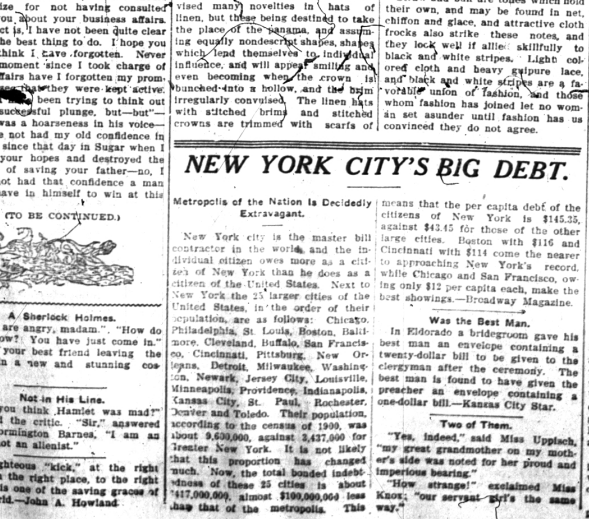 ize for not having consulted
you about your business affairs.
ct is, I have not been quite clear
he best thing to do. I hope you
think I have forgotten. Never
moment since I took charge of
ffairs have I forgotten my prom-
ses that they were kept active.
been trying to think out
successful plunge, but—but"—
was a hoarseness in his voice—
e not had my old confidence in
since that day in Sugar when I
your hopes and destroyed the
of saving your father—no, I
not had that confidence a man
ave in himself to win at this
(TO BE CONTINUED.)
A Sherlock Holmes.
are angry, madam." "How do
ow? You have just come in."
your best friend leaving the
in a new and stunning cos-
Not in His Line.
you think Hamlet was mad?"
d the critic. "Sir," answered
ormington Barnes, "I am an
ot an alienist."
ghteous "kick," at the right
n the right place, to the right
is one of the saving graces of
rld.—John A. Howland.
vised many novelties in hats of
linen, but these being destined to take
the place of the panama, and assum-
ing equally nondescript shapes, shapes
which lend themselves to individual
influence, and will appear smiling and
even becoming when the crown is
bunched into a hollow, and the brim
irregularly convulsed. The linen hats
with stitched brims and stitched
crowns are trimmed with scarfs of
their own, and may be found in net,
chiffon and glace, and attractive cloth
frocks also strike these notes, and
they look well if allied skillfully to
black and white stripes. Light col-
ored cloth and heavy guipure lace,
and black and white stripes are a fa-
vorable union of fashion, and those
whom fashion has joined let no wom-
an set asunder until fashion has us
convinced they do not agree.
NEW YORK CITY'S BIG DEBT.
Metropolis of the Nation Is Decidedly
Extravagant.
New York city is the master bill
contractor in the world, and the in-
dividual citizen owes more as a citi-
zen of New York than he does as a
citizen of the United States. Next to
New York the 25 larger cities of the
United States, in the order of their
population, are as follows: Chicago,
Philadelphia, St. Louis, Boston, Balti-
more, Cleveland, Buffalo, San Francis-
co, Cincinnati, Pittsburg, New Or-
leans, Detroit, Milwaukee, Washing-
ton, Newark, Jersey City, Louisville,
Minneapolis, Providence, Indianapolis,
Kansas City, St. Paul, Rochester,
Denver and Toledo. Their population,
according to the census of 1900, was
about 9,600,000, against 3,437,000 for
Greater New York. It is not likely
that this proportion has changed
much. Now, the total bonded indebt-
edness of these 25 cities is about
$417,000,000, almost $100,000,000 less
than that of the metropolis. This
means that the per capita debt of the
citizens of New York is $145.35,
against $43.45 for those of the other
large cities. Boston with $116 and
Cincinnati with $114 come the nearer
to approaching New York's record,
while Chicago and San Francisco, ow-
ing only $12 per capita each, make the
best showings.—Broadway Magazine.
Was the Best Man.
In Eldorado a bridegroom gave his
best man an envelope containing a
twenty-dollar bill to be given to the
clergyman after the ceremony. The
best man is found to have given the
preacher an envelope containing a
one-dollar bill.—Kansas City Star.
Two of Them.
"Yes, indeed," said Miss Uppisch,
"my great grandmother on my moth-
er's side was noted for her proud and
imperious bearing."
"How strange!" exclaimed Miss
Knox; "our servant girl's the same
way."